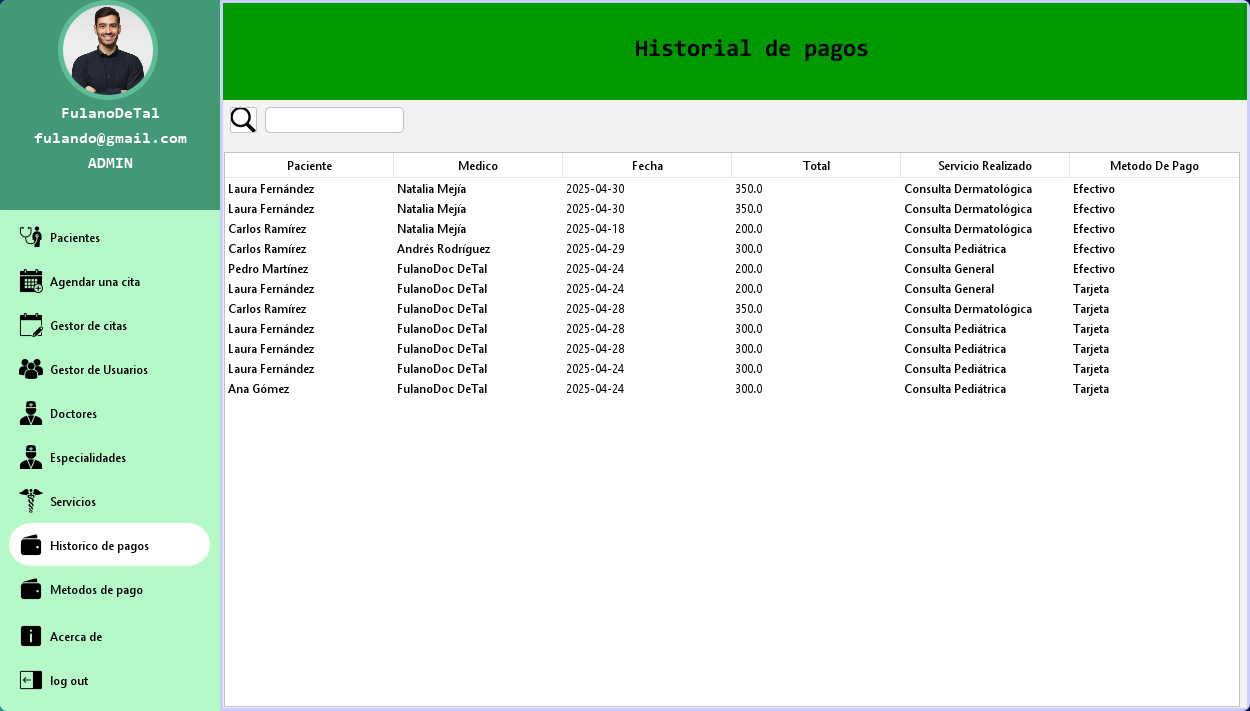 FulanoDeTal
fulando@gmail.com
ADMIN
Pacientes
Agendar una cita
Gestor de citas
Gestor de Usuarios
Doctores
Especialidades
Servicios
Historico de pagos
Metodos de pago
Acerca de
log out
Historial de pagos
Paciente Medico Fecha Total Servicio Realizado Metodo De Pago
Laura Fernández Natalia Mejía 2025-04-30 350.0 Consulta Dermatológica Efectivo
Laura Fernández Natalia Mejía 2025-04-30 350.0 Consulta Dermatológica Efectivo
Carlos Ramírez Natalia Mejía 2025-04-18 200.0 Consulta Dermatológica Efectivo
Carlos Ramírez Andrés Rodríguez 2025-04-29 300.0 Consulta Pediátrica Efectivo
Pedro Martínez FulanoDoc DeTal 2025-04-24 200.0 Consulta General Efectivo
Laura Fernández FulanoDoc DeTal 2025-04-24 200.0 Consulta General Tarjeta
Carlos Ramírez FulanoDoc DeTal 2025-04-28 350.0 Consulta Dermatológica Tarjeta
Laura Fernández FulanoDoc DeTal 2025-04-28 300.0 Consulta Pediátrica Tarjeta
Laura Fernández FulanoDoc DeTal 2025-04-28 300.0 Consulta Pediátrica Tarjeta
Laura Fernández FulanoDoc DeTal 2025-04-24 300.0 Consulta Pediátrica Tarjeta
Ana Gómez FulanoDoc DeTal 2025-04-24 300.0 Consulta Pediátrica Tarjeta